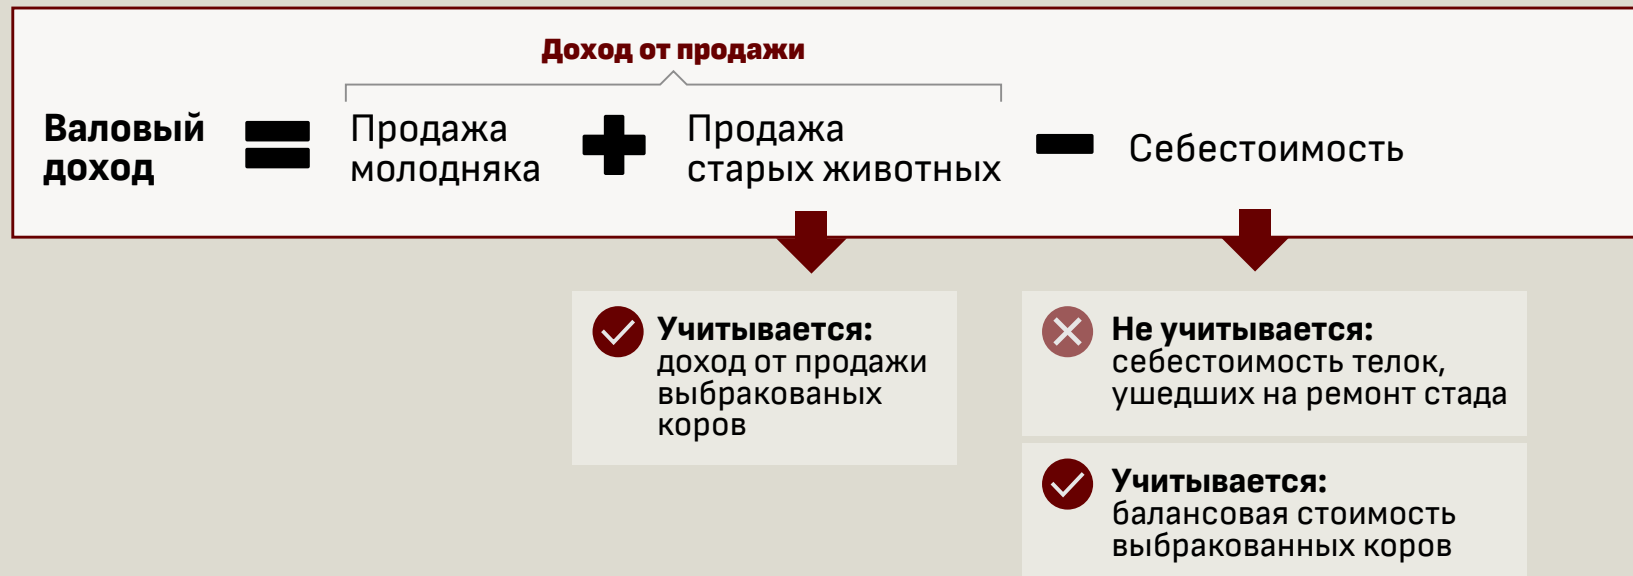 Доход от продажи
Валовый
доход
Продажа
молодняка
Продажа
старых животных
Себестоимость
Учитывается:
доход от продажи
выбракованых
коров
Не учитывается:
себестоимость телок,
ушедших на ремонт стада
Учитывается:
балансовая стоимость
выбракованных коров